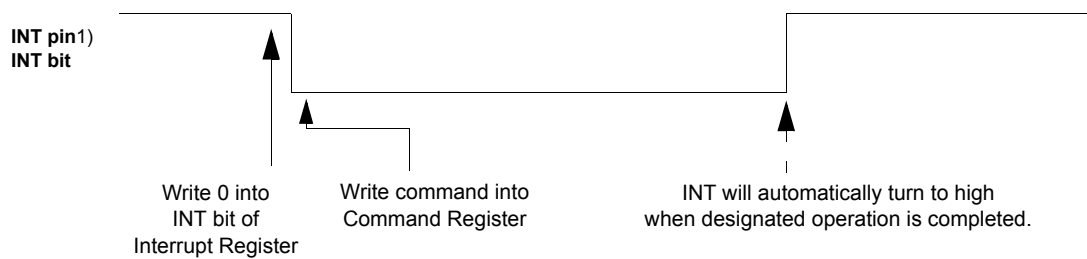 INT pin1)
INT bit
Write 0 into
INT bit of
Interrupt Register
Write command into
Command Register
INT will automatically turn to high
when designated operation is completed.